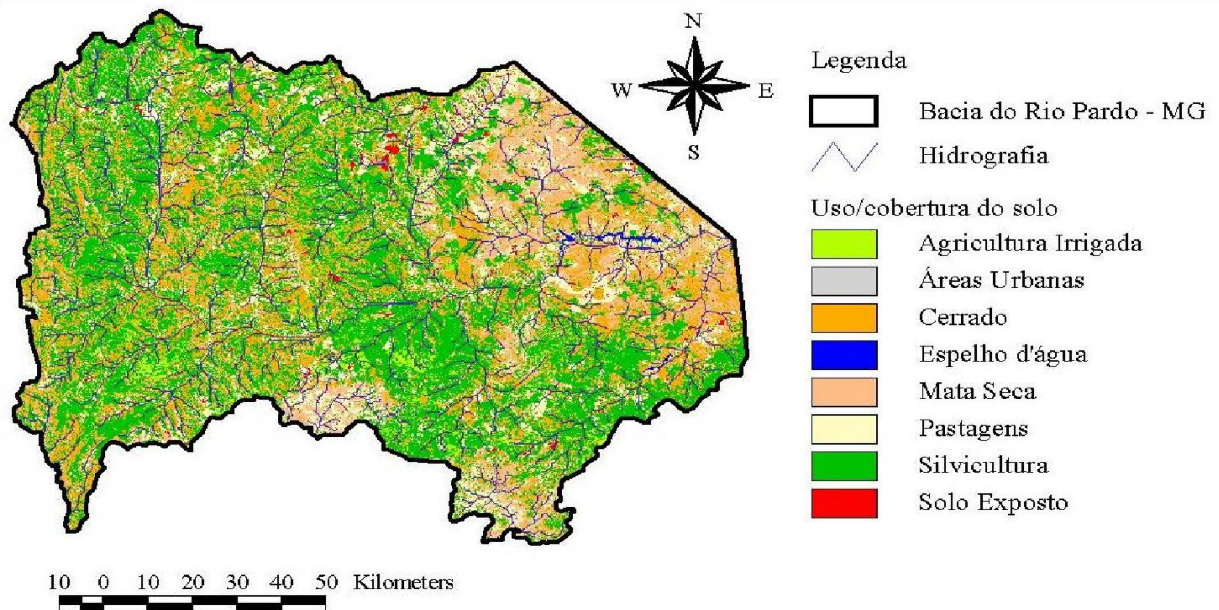 N
W E
S
Legenda
Bacia do Rio Pardo - MG
Hidrografia
Uso/cobertura do solo
Agricultura Irrigada
Áreas Urbanas
Cerrado
Espelho d'água
Mata Seca
Pastagens
Silvicultura
Solo Exposto
10 0 10 20 30 40 50 Kilometers